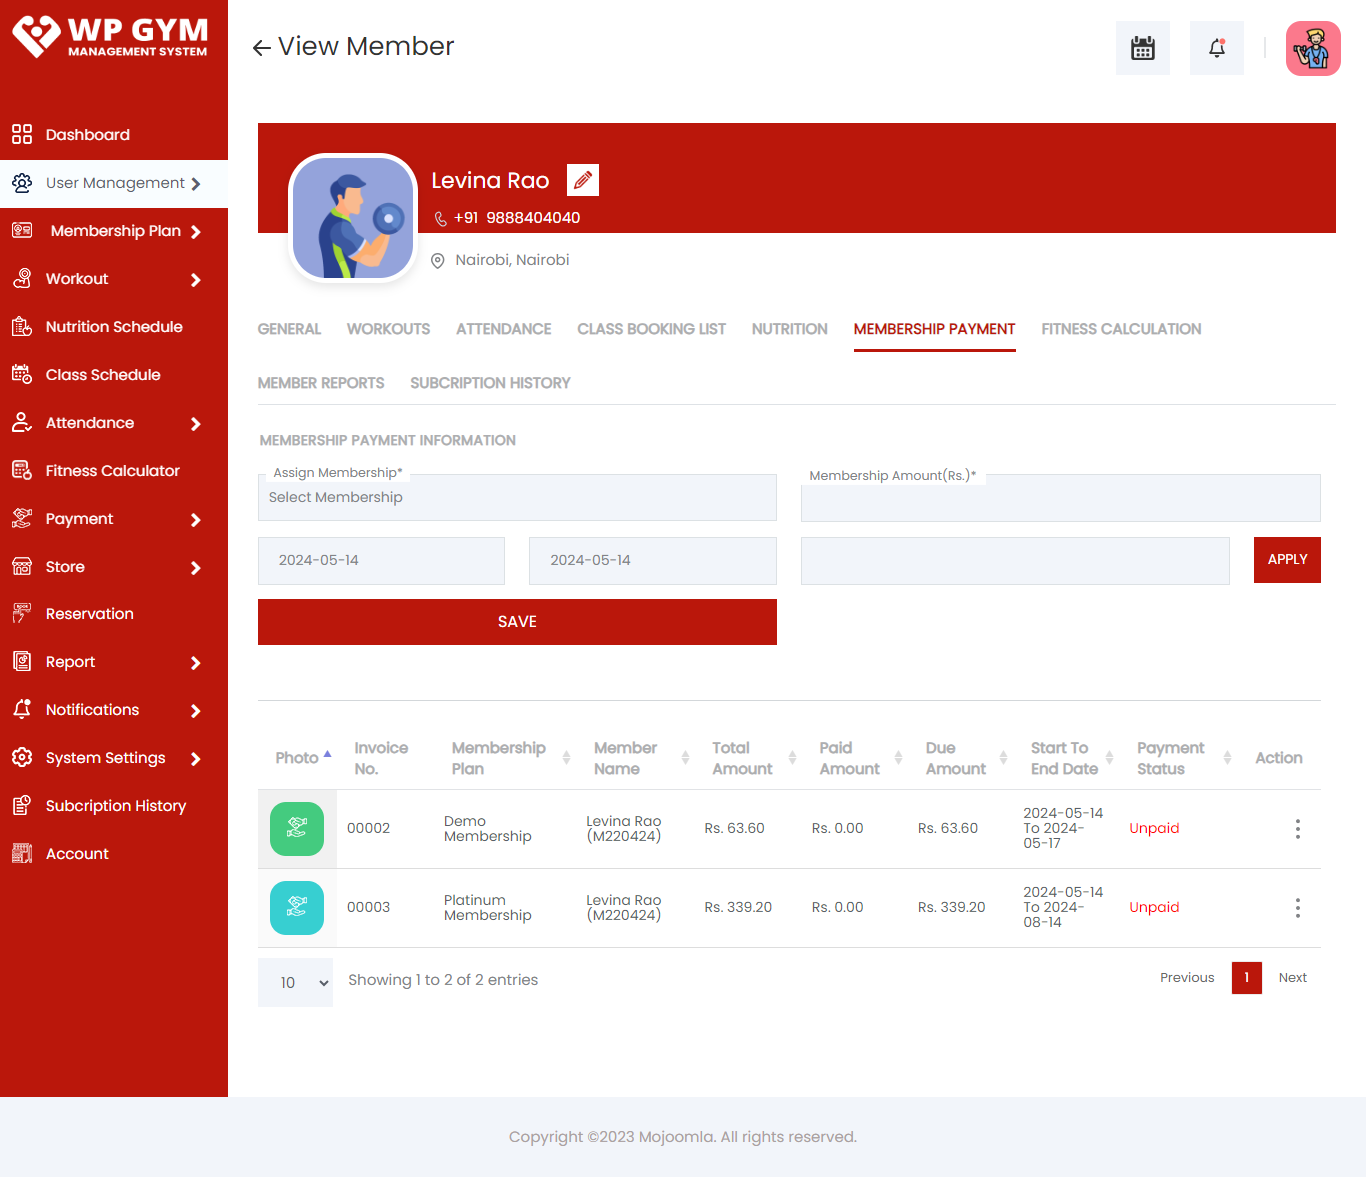 WP GYM
MANAGEMENT SYSTEM
View Member
Dashboard
User Management
Membership Plan
Workout
Nutrition Schedule
Class Schedule
Attendance
Fitness Calculator
Payment
Store
Reservation
Report
Notifications
System Settings
Subcription History
Account
Levina Rao
+91 9888404040
Nairobi, Nairobi
GENERAL WORKOUTS ATTENDANCE CLASS BOOKING LIST NUTRITION MEMBERSHIP PAYMENT FITNESS CALCULATION
MEMBER REPORTS SUBCRIPTION HISTORY
MEMBERSHIP PAYMENT INFORMATION
Assign Membership* Membership Amount(Rs.)*
Select Membership
2024-05-14 2024-05-14 APPLY
SAVE
Photo Invoice No. Membership Plan Member Name Total Amount Paid Amount Due Amount Start To End Date Payment Status Action
00002 Demo Membership Levina Rao (M220424) Rs. 63.60 Rs. 0.00 Rs. 63.60 2024-05-14 To 2024-05-17 Unpaid
00003 Platinum Membership Levina Rao (M220424) Rs. 339.20 Rs. 0.00 Rs. 339.20 2024-05-14 To 2024-08-14 Unpaid
10 Showing 1 to 2 of 2 entries Previous 1 Next
Copyright ©2023 Mojoomla. All rights reserved.